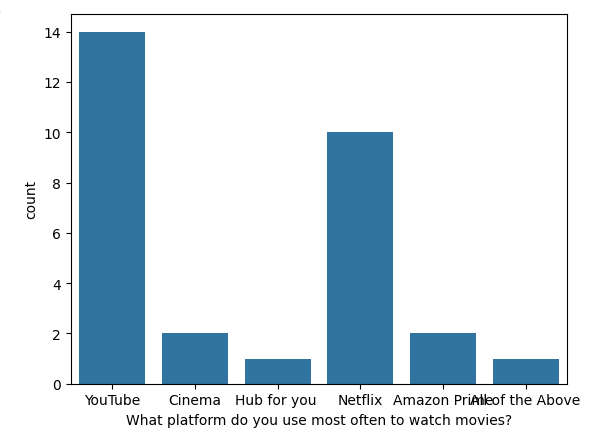 14
12
10
8
6
4
2
0
count
YouTube Cinema Hub for you Netflix Amazon Prime All of the Above
What platform do you use most often to watch movies?